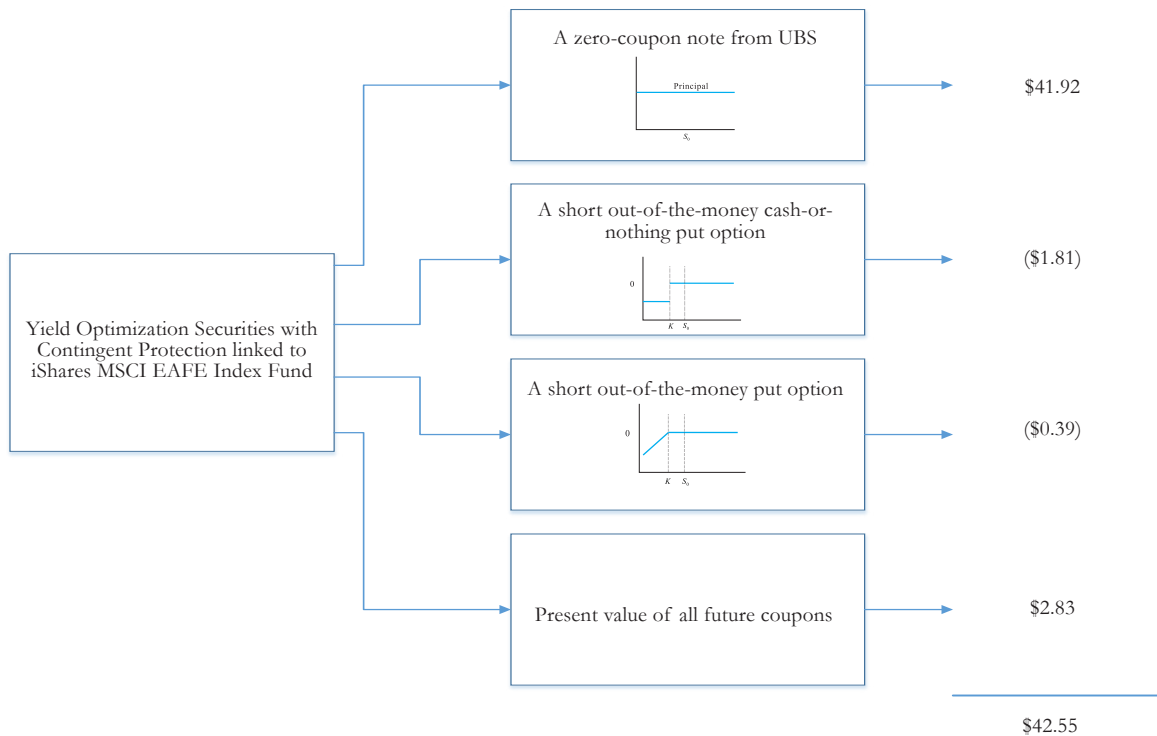 A zero-coupon note from UBS
Principal
S0
$41.92
A short out-of-the-money cash-or-
nothing put option
0
K S0
($1.81)
Yield Optimization Securities with
Contingent Protection linked to
iShares MSCI EAFE Index Fund
A short out-of-the-money put option
0
K S0
($0.39)
Present value of all future coupons
$2.83
$42.55